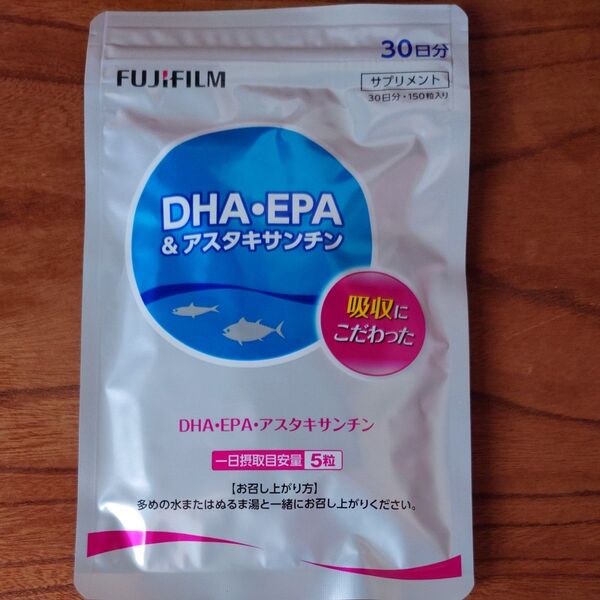 30日分
FUJIFILM
サプリメント
30日分・150粒入り
DHA・EPA
&アスタキサンチン
吸収に
こだわった
DHA・EPA・アスタキサンチン
一日摂取目安量 5粒
【お召し上がり方】
多めの水またはぬるま湯と一緒にお召し上がりください。